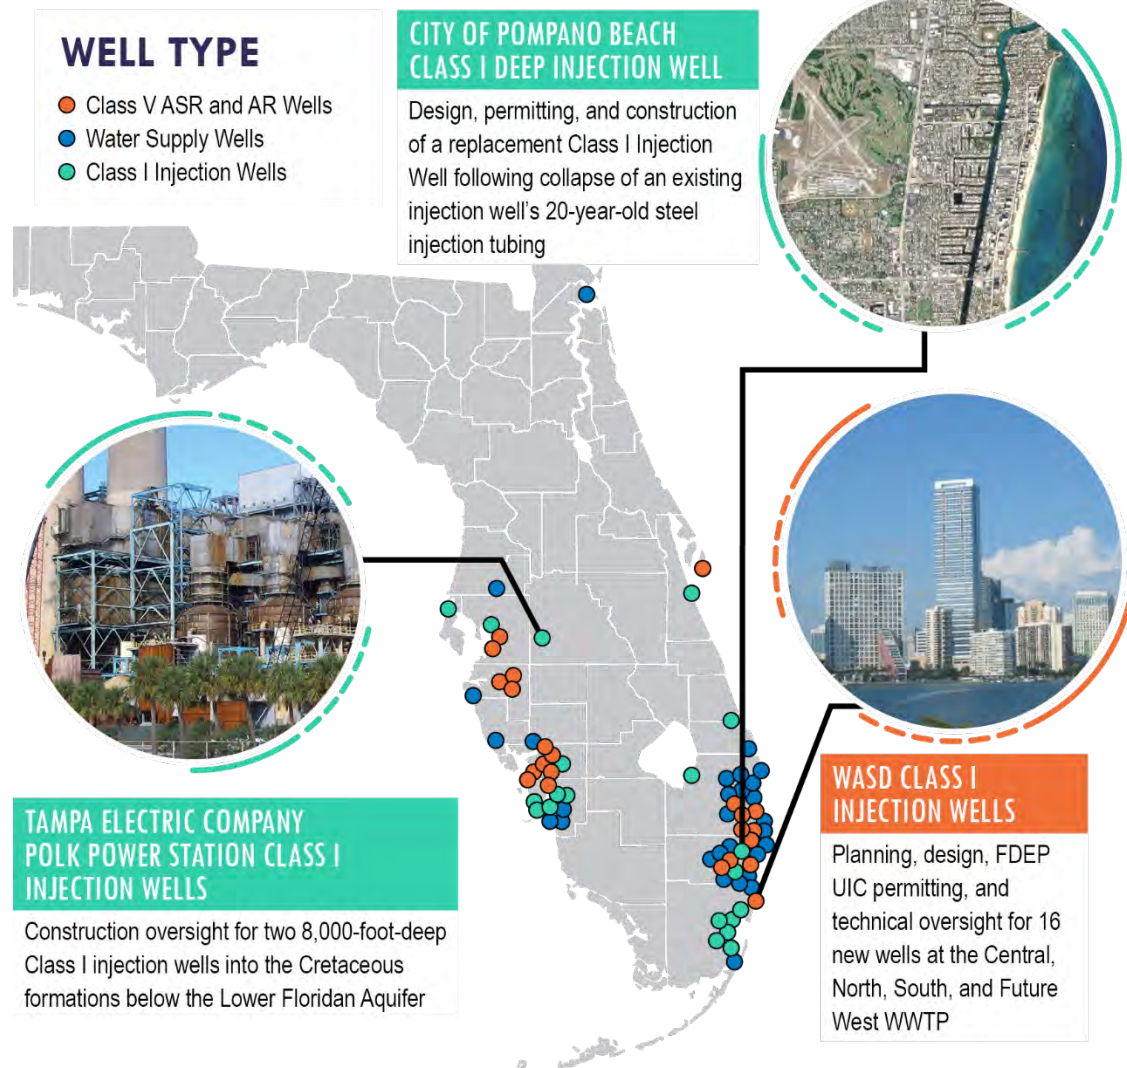 WELL TYPE
Class V ASR and AR Wells
Water Supply Wells
Class I Injection Wells
CITY OF POMPANO BEACH
CLASS I DEEP INJECTION WELL
Design, permitting, and construction
of a replacement Class I Injection
Well following collapse of an existing
injection well's 20-year-old steel
injection tubing
TAMPA ELECTRIC COMPANY
POLK POWER STATION CLASS I
INJECTION WELLS
Construction oversight for two 8,000-foot-deep
Class I injection wells into the Cretaceous
formations below the Lower Floridan Aquifer
WASD CLASS I
INJECTION WELLS
Planning, design, FDEP
UIC permitting, and
technical oversight for 16
new wells at the Central,
North, South, and Future
West WWTP